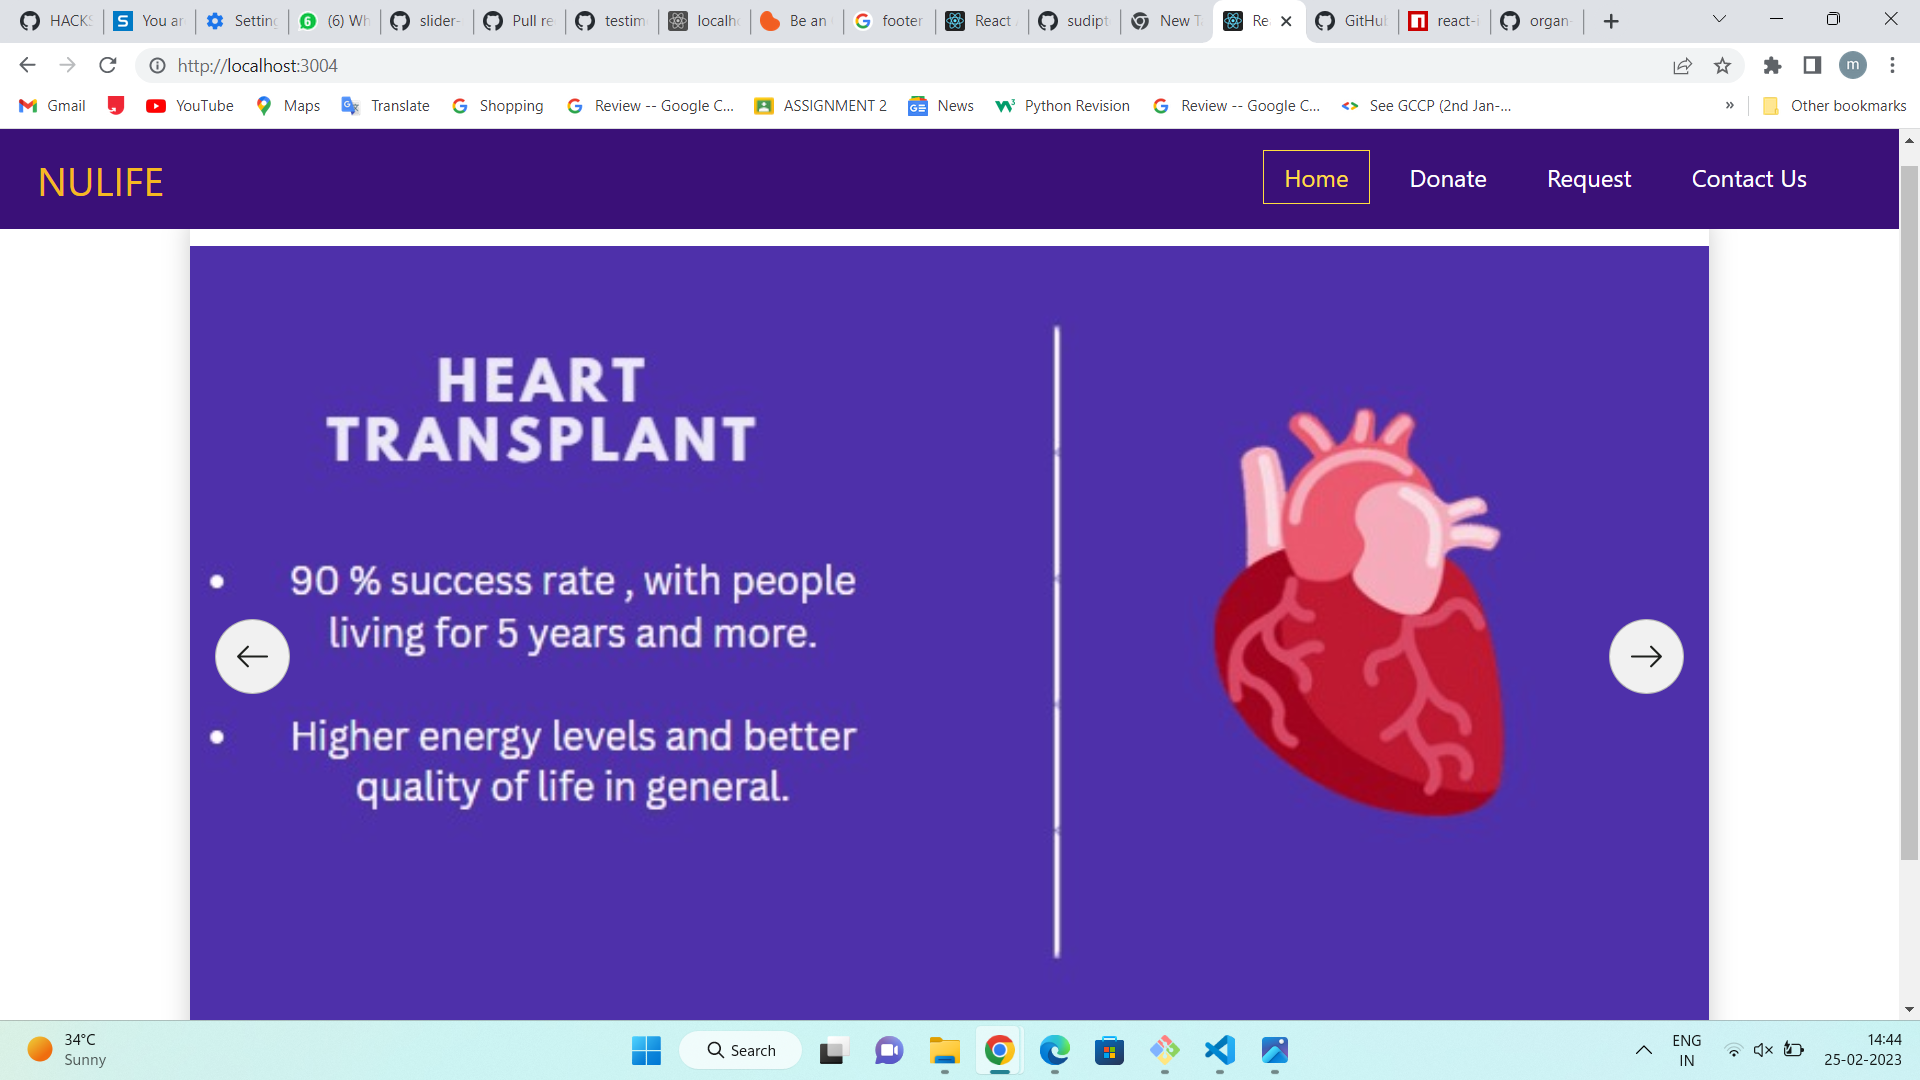 HACKS
You ar
Setting
(6) Wh
slider-
Pull re
testim
localho
Be an
footer
React
sudipt
New T
Re
GitHub
react-i
organ-
http://localhost:3004
m
Gmail
YouTube
Maps
Translate
Shopping
Review -- Google C...
ASSIGNMENT 2
News
Python Revision
Review -- Google C...
See GCCP (2nd Jan-...
»
Other bookmarks
NULIFE
Home
Donate
Request
Contact Us
HEART
TRANSPLANT
• 90 % success rate , with people
living for 5 years and more.
• Higher energy levels and better
quality of life in general.
34°C
Sunny
Search
ENG
IN
14:44
25-02-2023